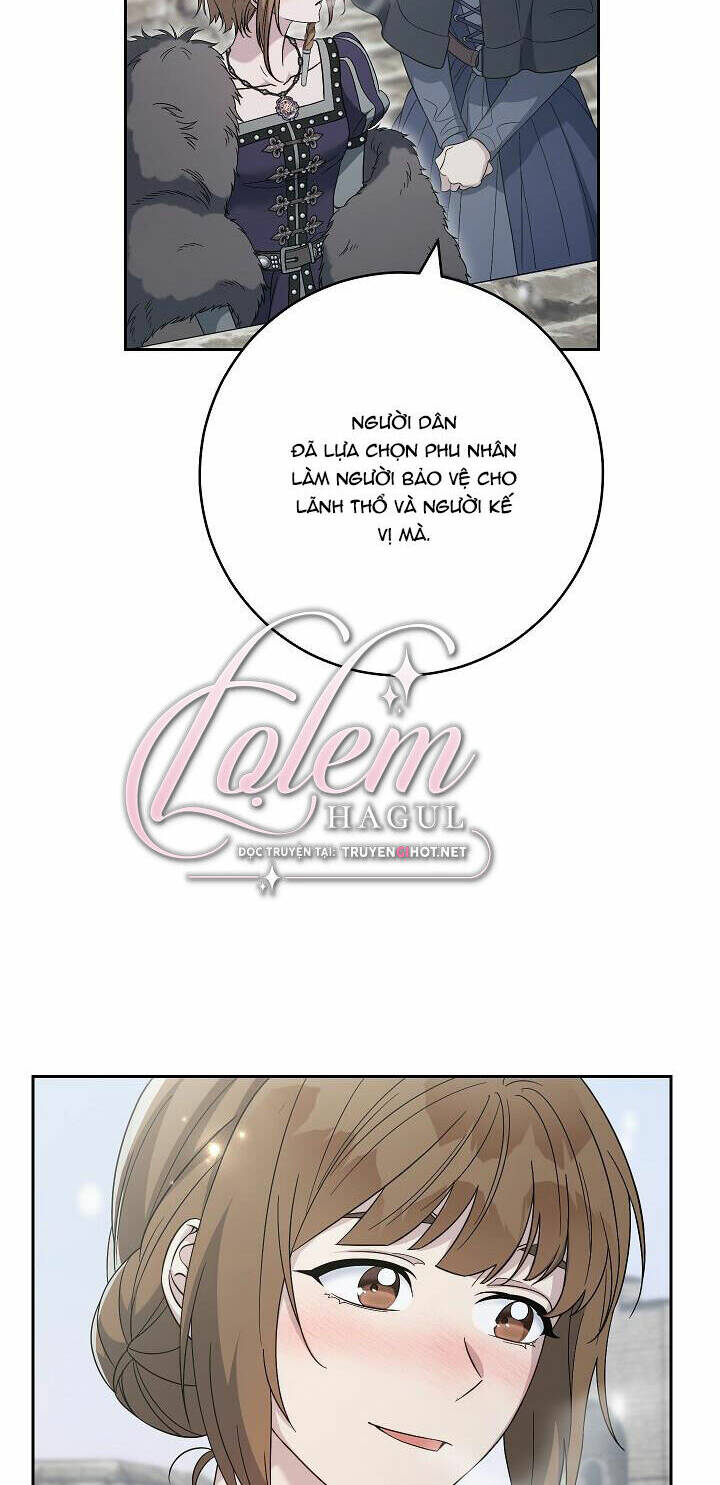 NGƯỜI DÂN
ĐÃ LỰA CHỌN PHU NHÂN
LÀM NGƯỜI BẢO VỆ CHO
LÃNH THỔ VÀ NGƯỜI KẾ
VỊ MÀ.
Lọlem
HAGUL
ĐỌC TRUYỆN TẠI: TRUYENCIHOT.NET